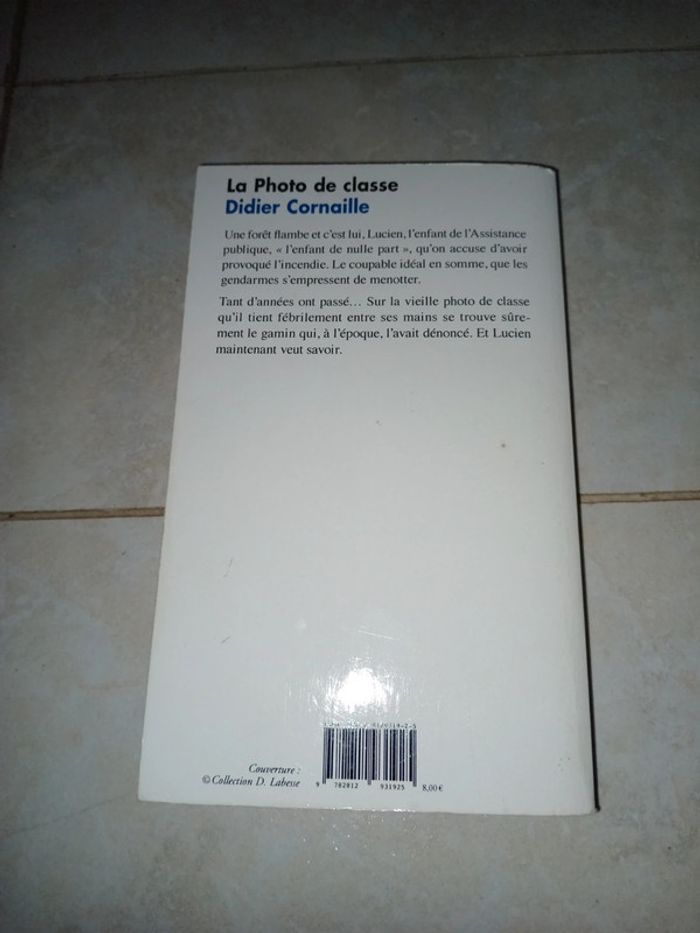 La Photo de classe
Didier Cornaille
Une forêt flambe et c'est lui, Lucien, l'enfant de l'Assistance
publique, « l'enfant de nulle part », qu'on accuse d'avoir
provoqué l'incendie. Le coupable idéal en somme, que les
gendarmes s'empressent de menotter.
Tant d'années ont passé... Sur la vieille photo de classe
qu'il tient fébrilement entre ses mains se trouve sûre-
ment le gamin qui, à l'époque, l'avait dénoncé. Et Lucien
maintenant veut savoir.
Couverture :
© Collection D. Labesse
9 782812 931925
8,00 €